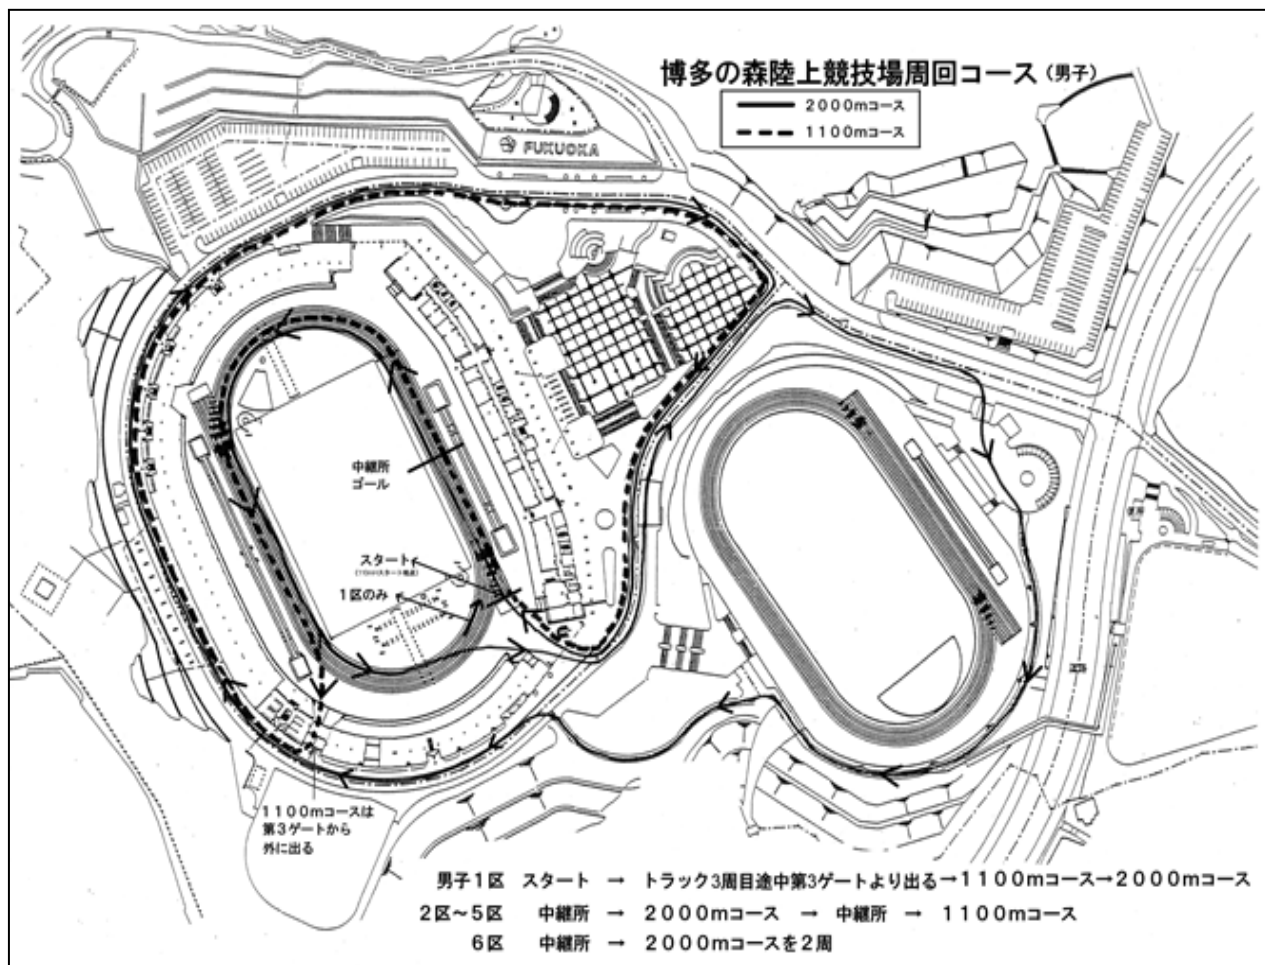 博多の森陸上競技場周回コース（男子）
2000mコース
1100mコース
FUKUOKA
中継所
ゴール
スタート
1区のみ
1100mコースは
第3ゲートから
外に出る
男子1区 スタート → トラック3周目途中第3ゲートより出る→1100mコース→2000mコース
2区～5区 中継所 → 2000mコース → 中継所 → 1100mコース
6区 中継所 → 2000mコースを2周